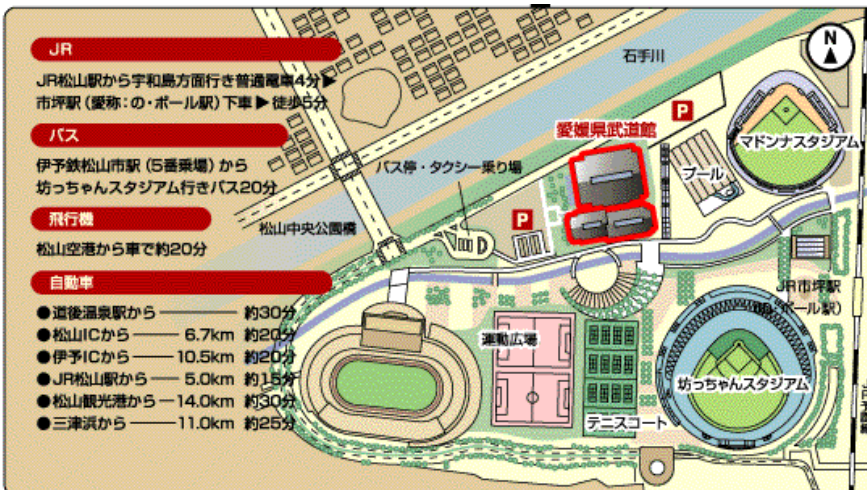 JR
JR松山駅から宇和島方面行き普通電車4分▶
市坪駅(愛称:の・ボール駅)下車▶徒歩5分
バス
伊予鉄松山市駅(5番乗場)から
坊っちゃんスタジアム行きバス20分
飛行機
松山空港から車で約20分
自動車
●道後温泉駅から 約30分
●松山ICから 6.7km 約20分
●伊予ICから 10.5km 約20分
●JR松山駅から 5.0km 約15分
●松山観光港から 14.0km 約30分
●三津浜から 11.0km 約25分
N
石手川
P
愛媛県武道館
マドンナスタジアム
プール
バス停・タクシー乗り場
P
松山中央公園橋
JR市坪駅
ボール駅)
運動広場
坊っちゃんスタジアム
テニスコート